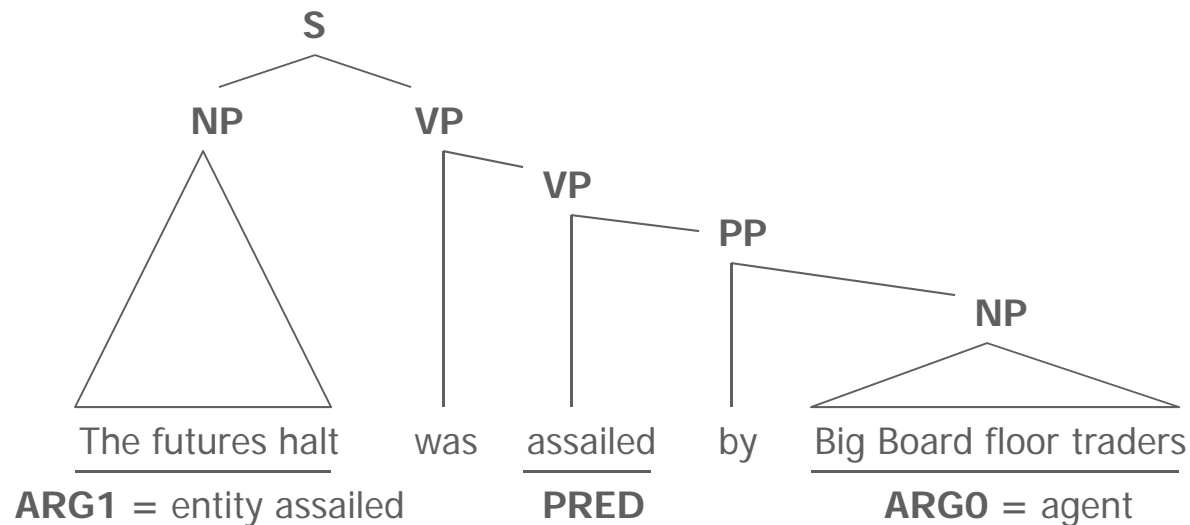 S
NP VP
VP
PP
NP
The futures halt was assailed by Big Board floor traders
ARG1 = entity assailed PRED ARG0 = agent